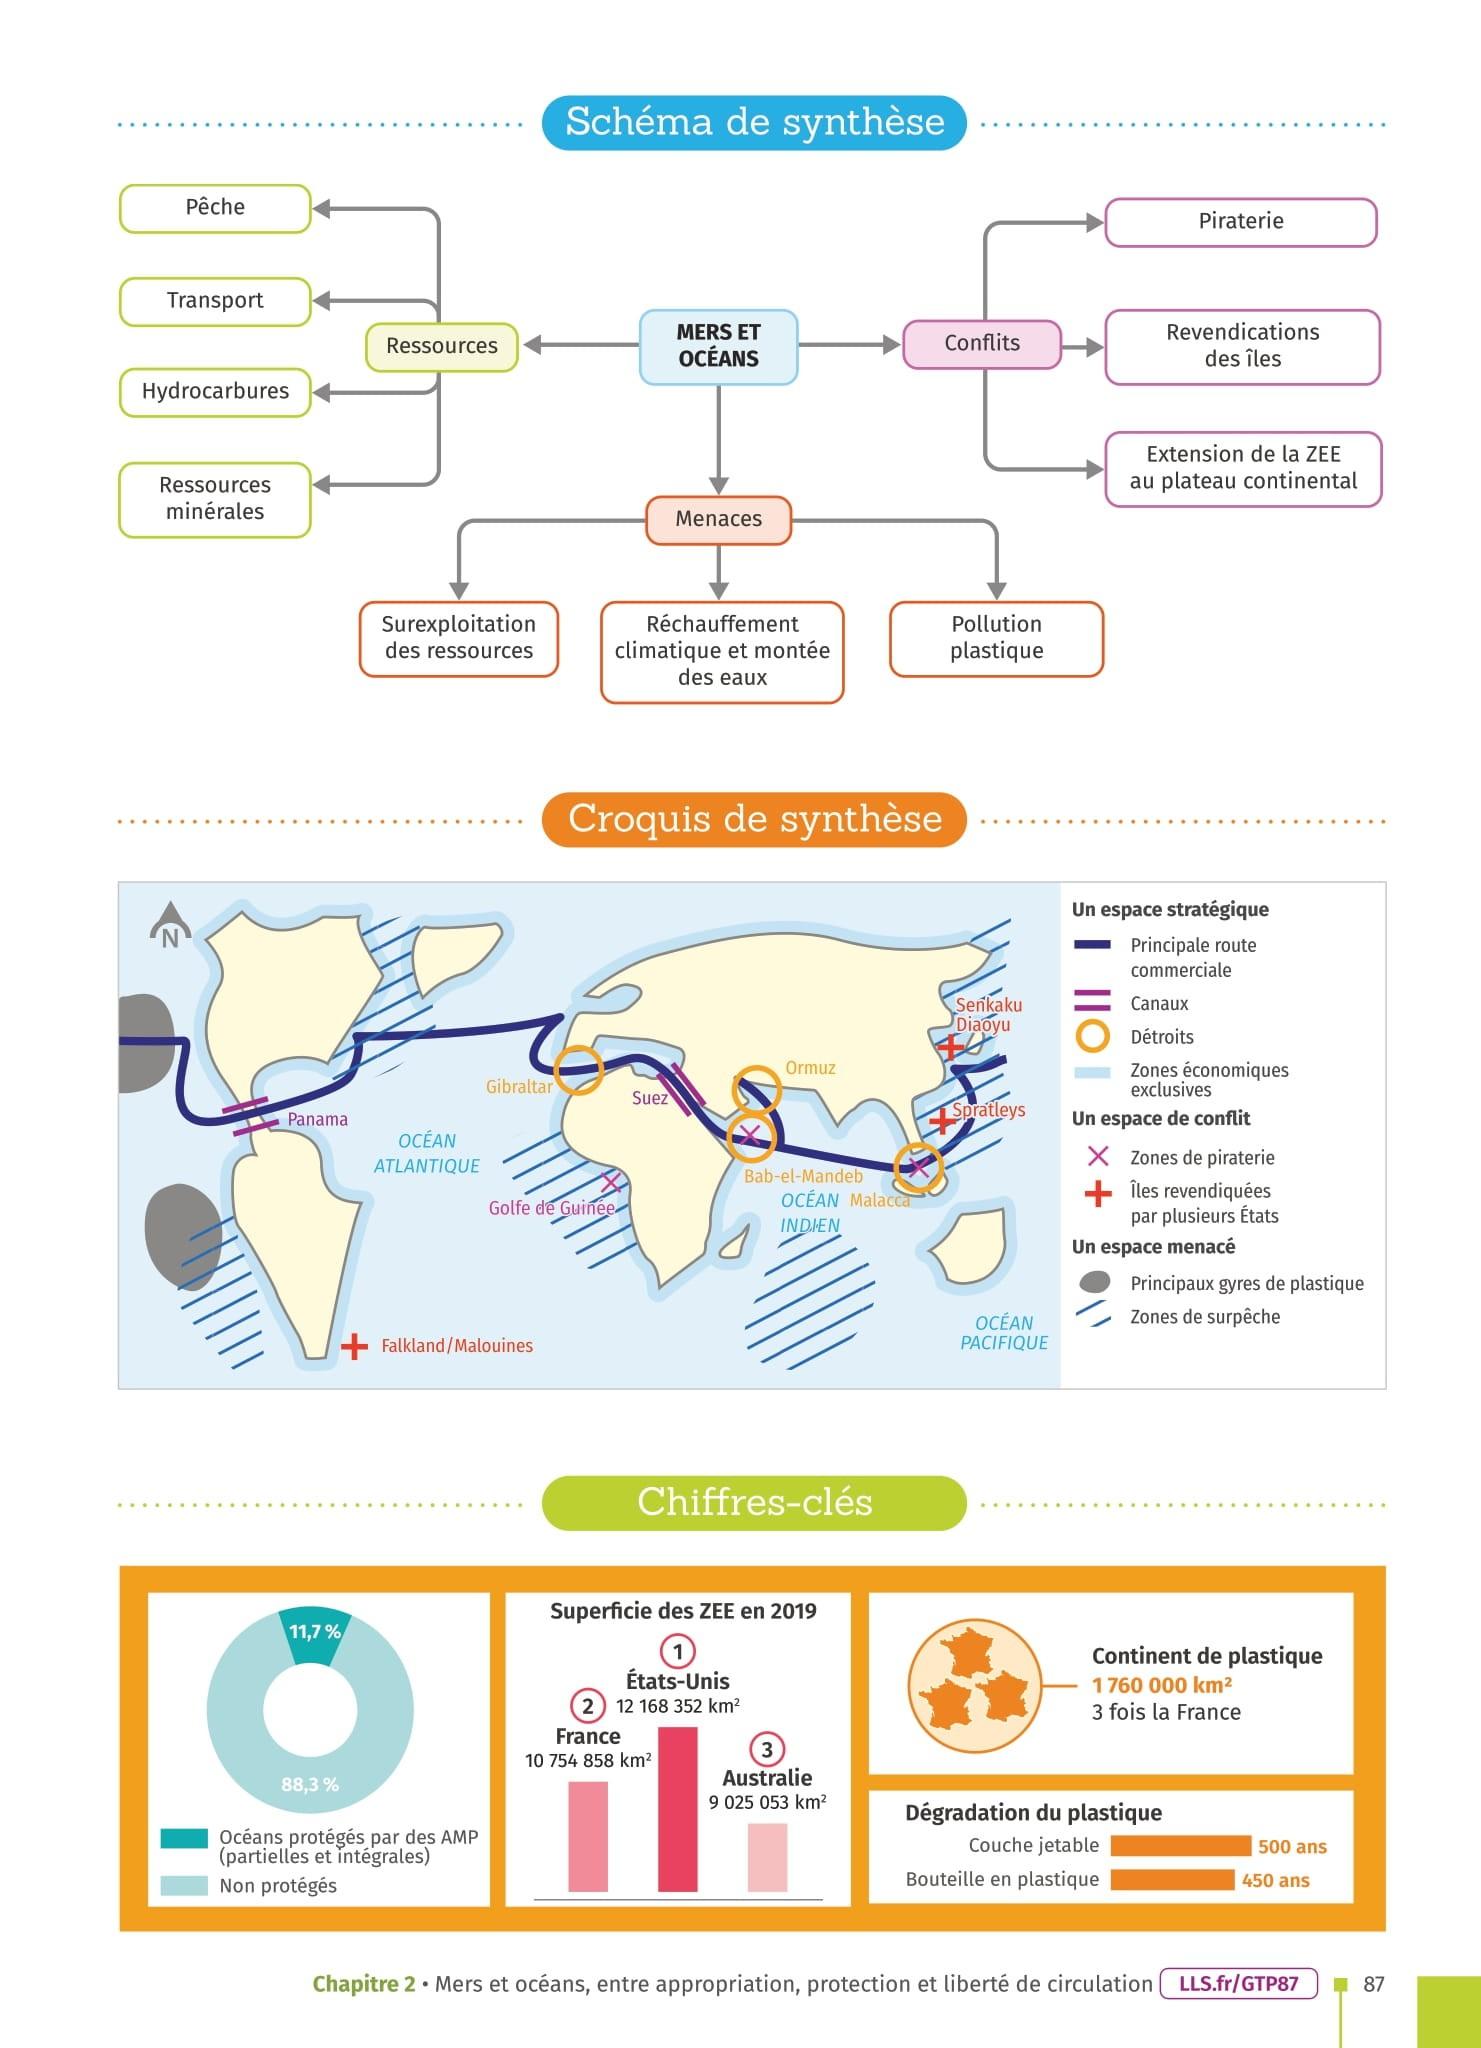 Schéma de synthèse
Pêche
Transport
Hydrocarbures
Ressources
minérales
Ressources
MERS ET
OCÉANS
Conflits
Piraterie
Revendications
des îles
Extension de la ZEE
au plateau continental
Menaces
Surexploitation
des ressources
Réchauffement
climatique et montée
des eaux
Pollution
plastique
Croquis de synthèse
N
Panama
OCÉAN
ATLANTIQUE
Gibraltar
Suez
Ormuz
Senkaku
Diaoyu
Spratleys
Bab-el-Mandeb
Malacca
OCÉAN
INDIEN
Golfe de Guinée
Falkland/Malouines
OCÉAN
PACIFIQUE
Un espace stratégique
Principale route
commerciale
Canaux
Détroits
Zones économiques
exclusives
Un espace de conflit
Zones de piraterie
Îles revendiquées
par plusieurs États
Un espace menacé
Principaux gyres de plastique
Zones de surpêche
Chiffres-clés
11,7 %
88,3 %
Océans protégés par des AMP
(partielles et intégrales)
Non protégés
Superficie des ZEE en 2019
1
États-Unis
12 168 352 km²
2
France
10 754 858 km²
3
Australie
9 025 053 km²
Continent de plastique
1 760 000 km²
3 fois la France
Dégradation du plastique
Couche jetable 500 ans
Bouteille en plastique 450 ans
Chapitre 2 • Mers et océans, entre appropriation, protection et liberté de circulation LLS.fr/GTP87 87